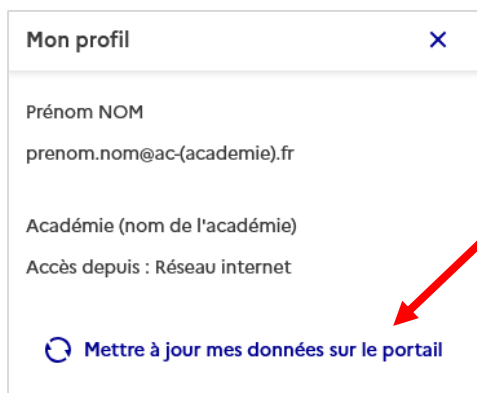 Mon profil
Prénom NOM
prenom.nom@ac-(academie).fr
Académie (nom de l'académie)
Accès depuis : Réseau internet
Mettre à jour mes données sur le portail